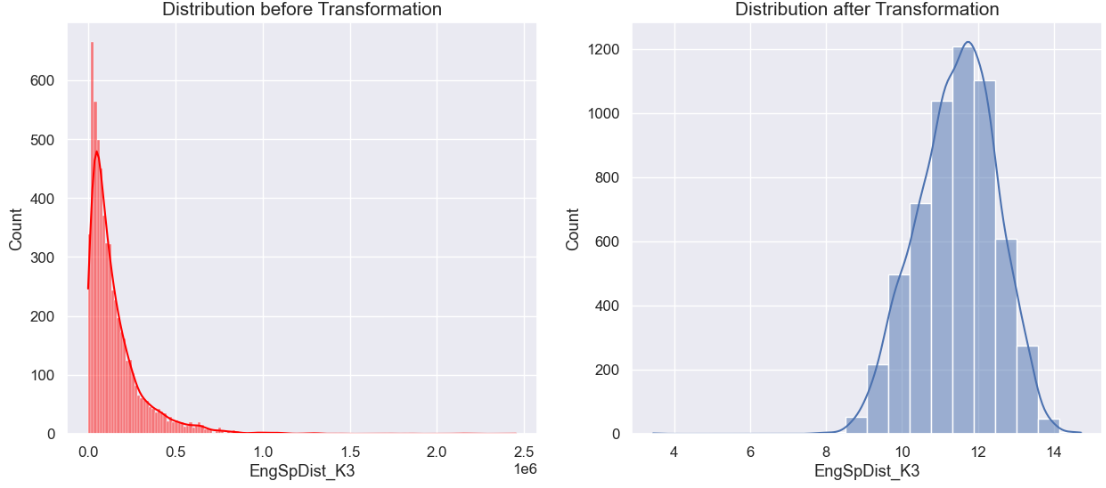 Distribution before Transformation
600
500
400
300
200
100
0
Count
0.0 0.5 1.0 1.5 2.0 2.5
1e6
EngSpDist_K3
Distribution after Transformation
1200
1000
800
600
400
200
0
Count
4 6 8 10 12 14
EngSpDist_K3